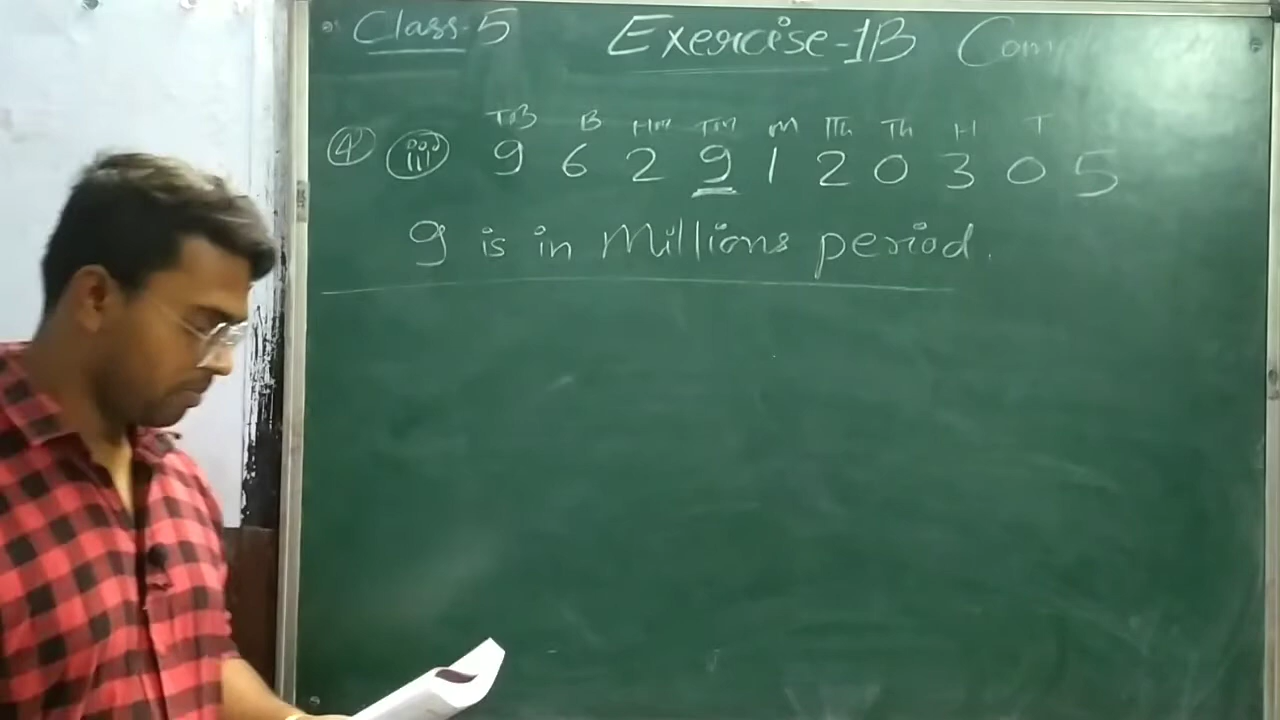 Class-5 Exercise-1B Comp
TB B HM TM M TTh Th H T
4 iii 9 6 2 9 1 2 0 3 0 5
9 is in Millions period.